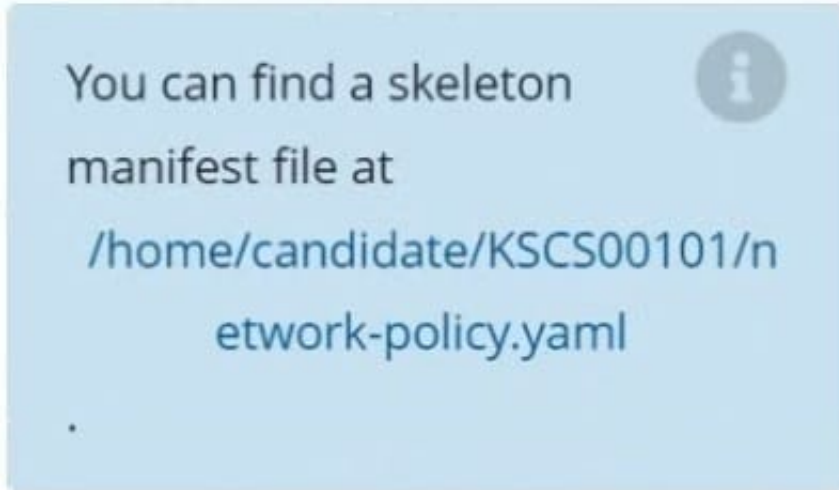 You can find a skeleton
manifest file at
/home/candidate/KSCS00101/n
etwork-policy.yaml
.